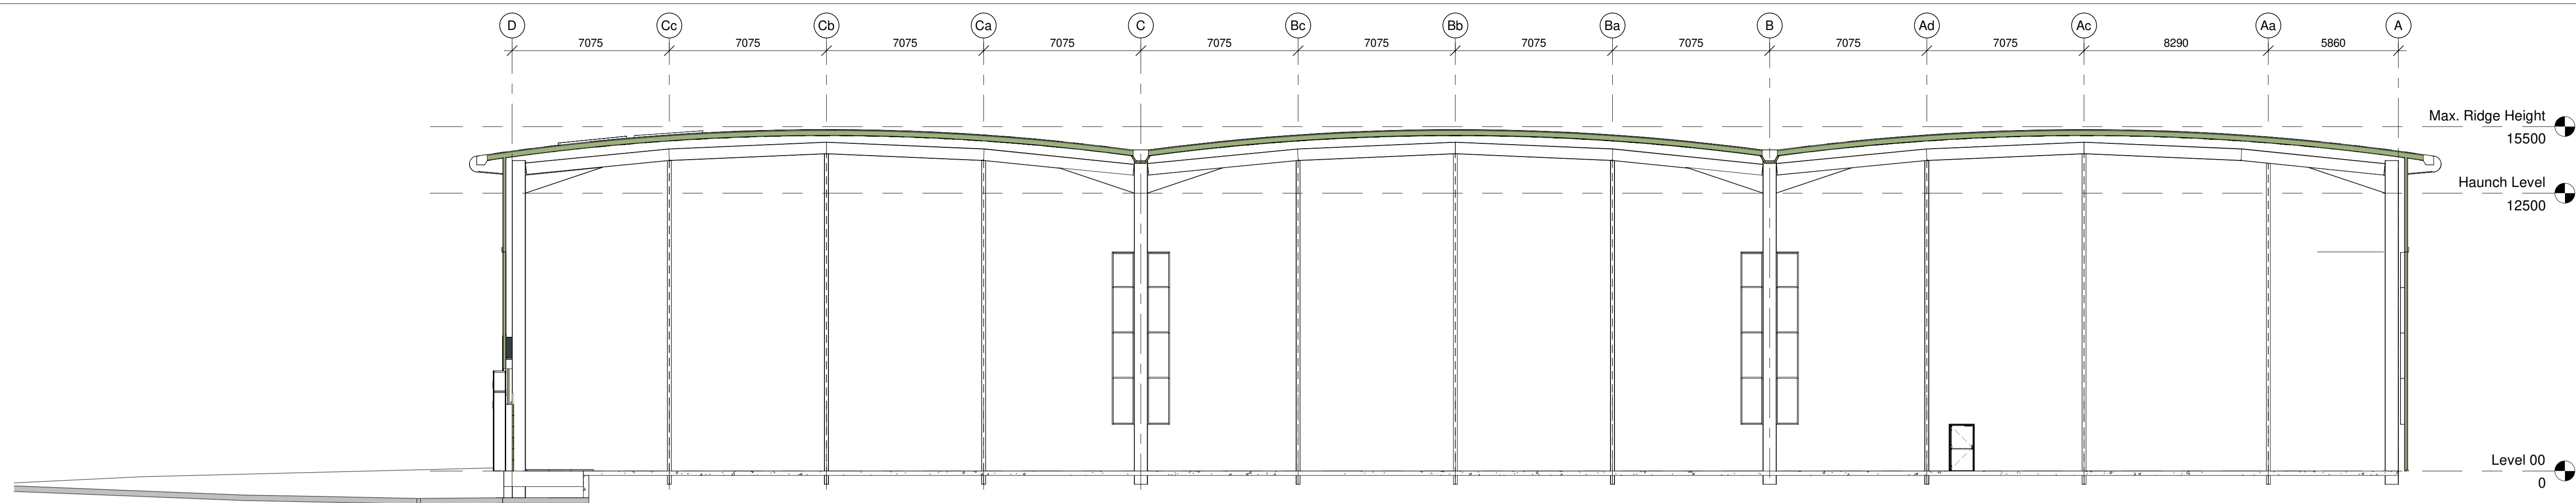 D Cc Cb Ca C Bc Bb Ba B Ad Ac Aa A
7075 7075 7075 7075 7075 7075 7075 7075 7075 7075 8290 5860
Max. Ridge Height
15500
Haunch Level
12500
Level 00
0